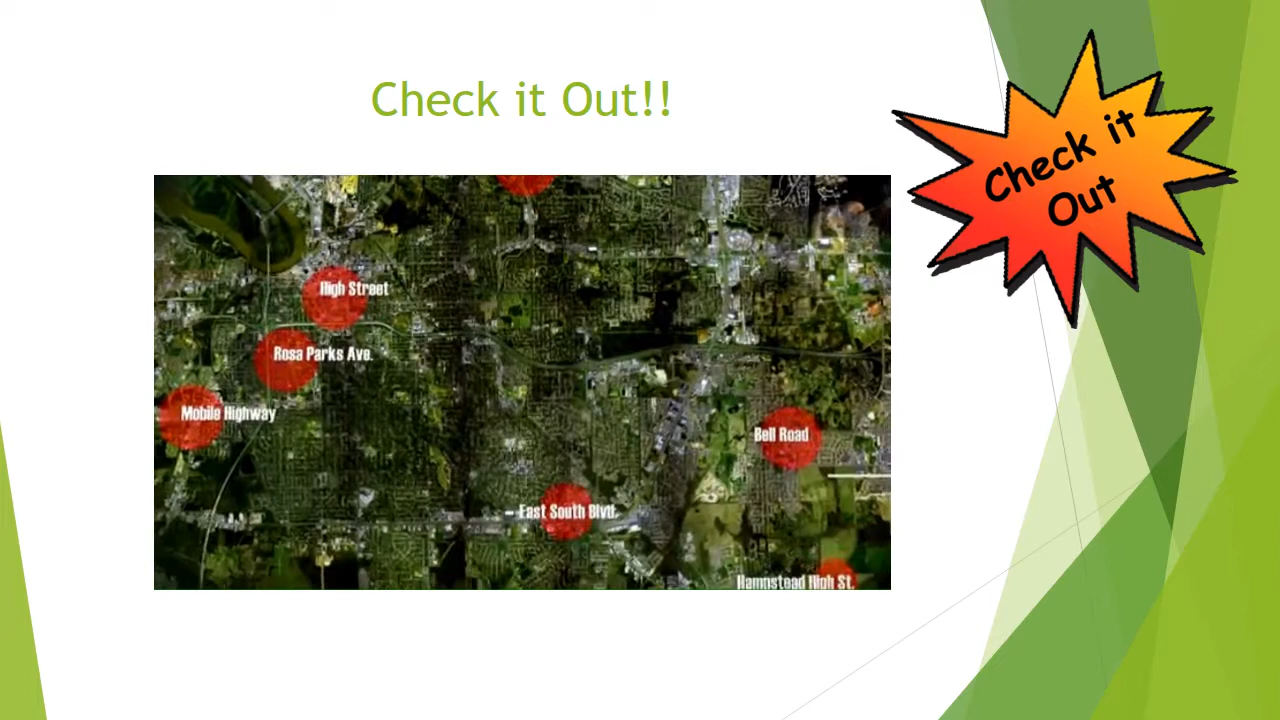 Check it Out!!
Check it
Out
High Street
Rosa Parks Ave.
Mobile Highway
Bell Road
East South Blvd.
Hampstead High St.